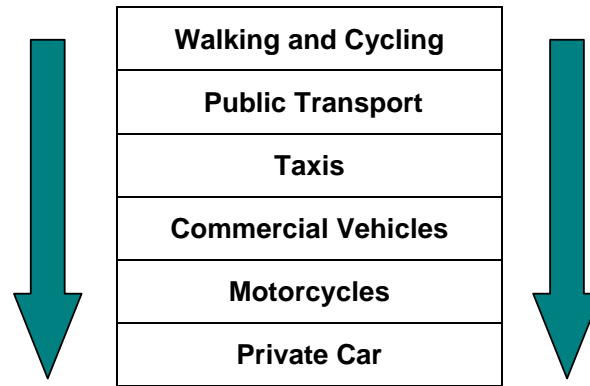 Walking and Cycling
Public Transport
Taxis
Commercial Vehicles
Motorcycles
Private Car